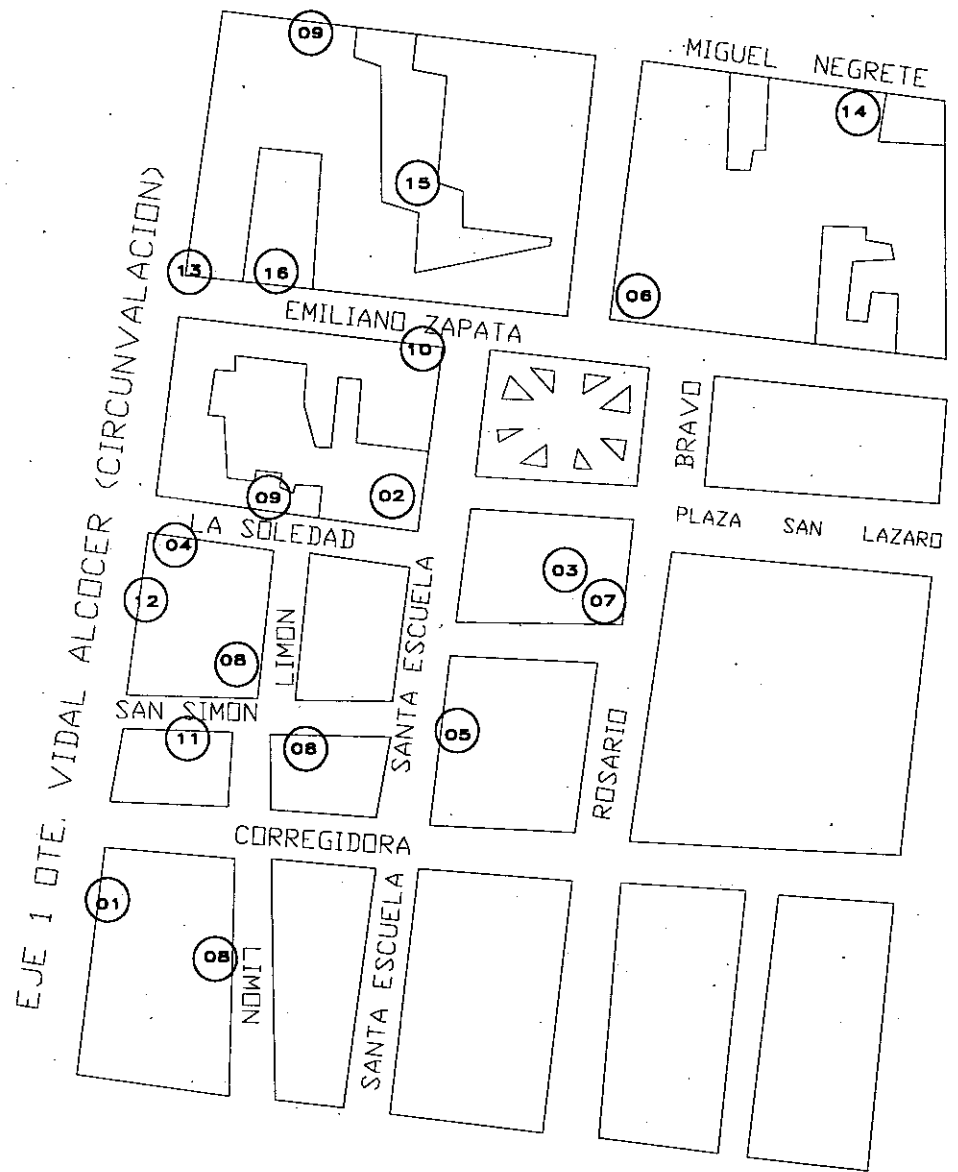 09
MIGUEL NEGRETE
14
15
13
16
06
EMILIANO ZAPATA
10
EJE 1 OTE. VIDAL ALCOCER (CIRCUNVALACION)
BRAVO
09
02
LA SOLEDAD
PLAZA SAN LAZARO
04
03
07
12
08
LIMON
SANTA ESCUELA
SAN SIMON
11
08
05
ROSARIO
CORREGIDORA
01
08
LIMON
SANTA ESCUELA